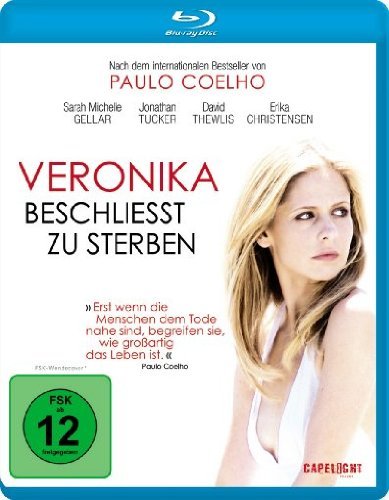 Blu-ray Disc
Nach dem internationalen Bestseller von
PAULO COELHO
Sarah Michelle Jonathan David Erika
GELLAR TUCKER THEWLIS CHRISTENSEN
VERONIKA
BESCHLIESST
ZU STERBEN
»Erst wenn die
Menschen dem Tode
nahe sind, begreifen sie,
wie großartig
das Leben ist.«
Paulo Coelho
FSK-Wendecover*
FSK
ab
12
freigegeben
CAPELIGHT